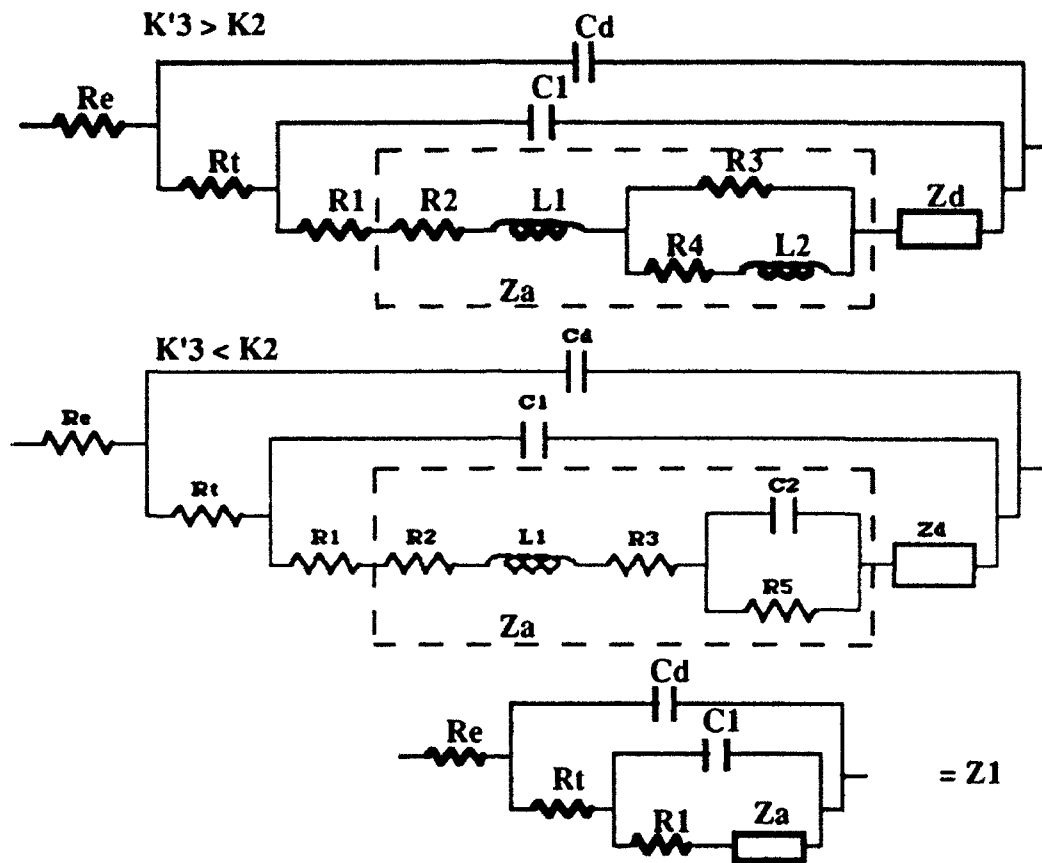 K'3 > K2
Cd
Re
C1
Rt
R3
R1 R2 L1
Zd
R4 L2
Za
K'3 < K2
Cd
C1
Re
Rt
C2
R1 R2 L1 R3
Zd
R5
Za
Cd
Re
C1
Rt
= Z1
R1 Za